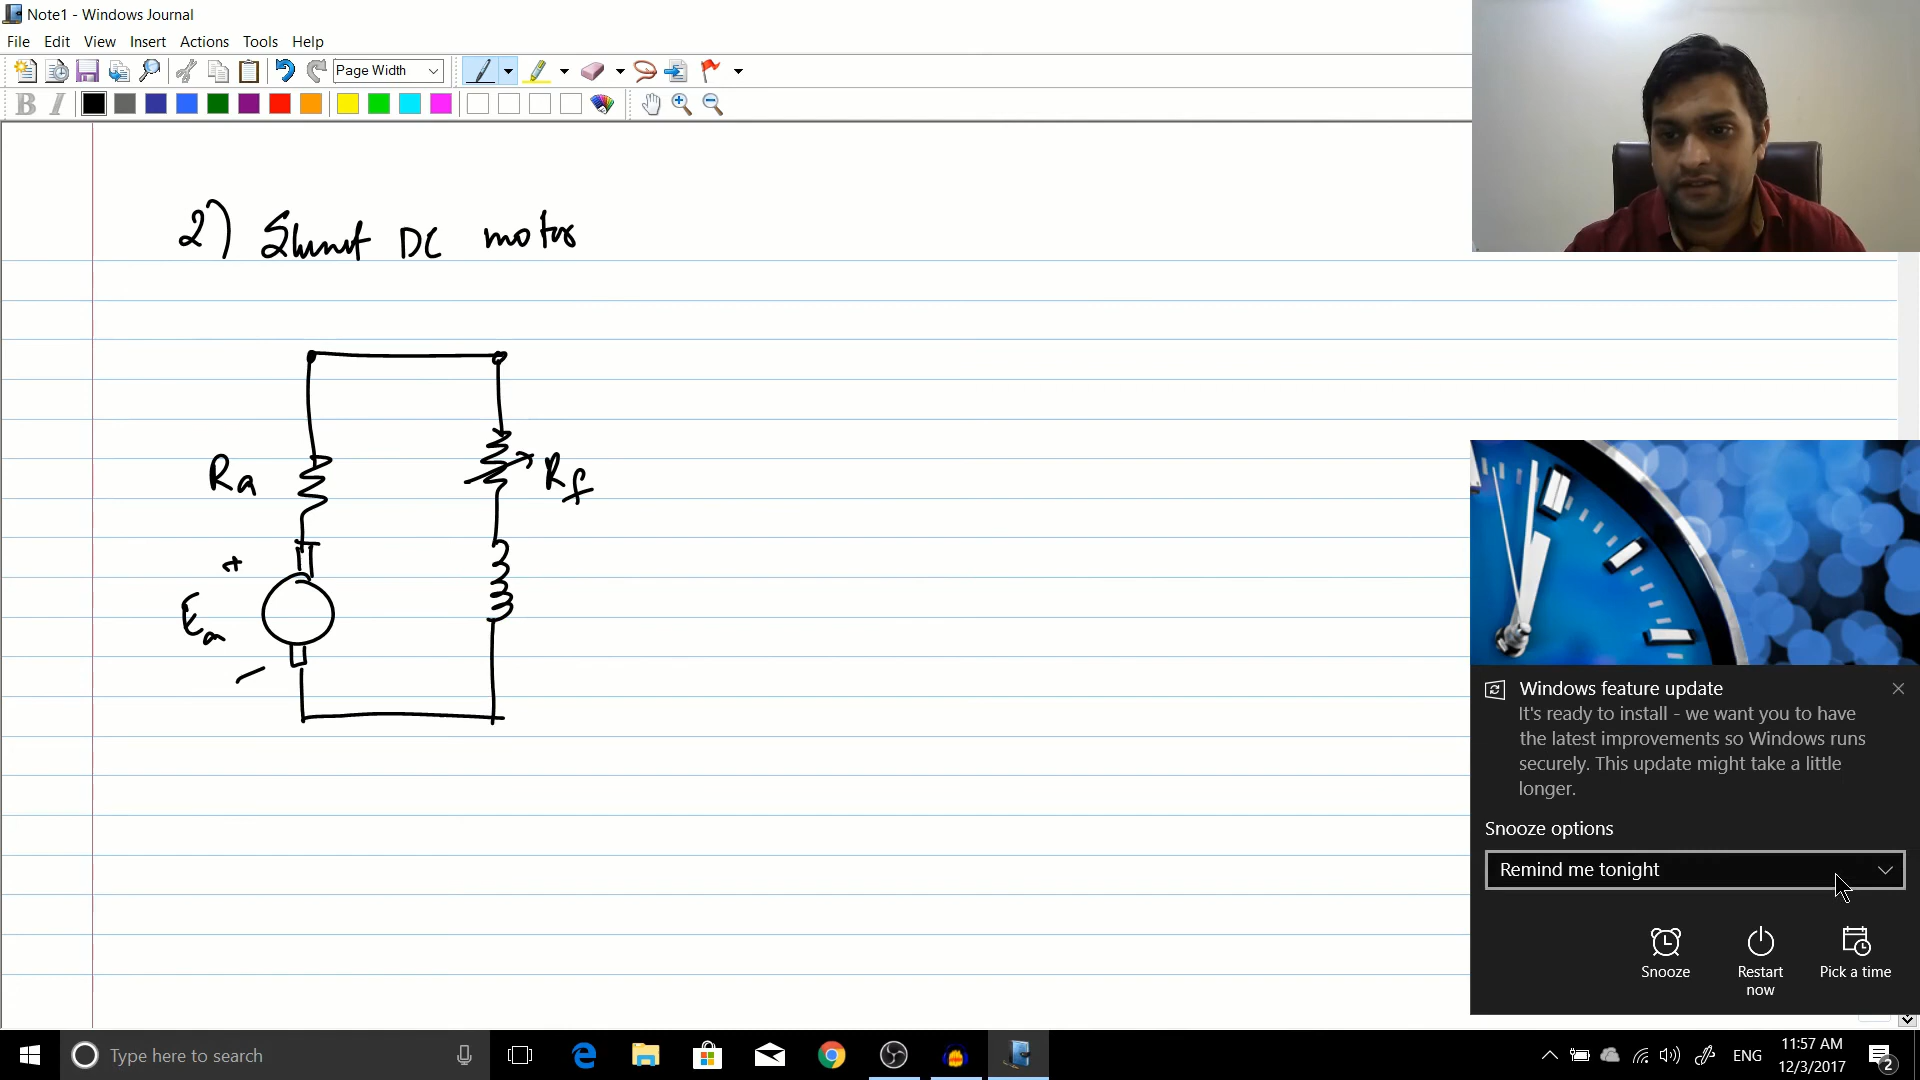 Note1 - Windows Journal
File Edit View Insert Actions Tools Help
Page Width
B I
2) Shunt DC motor
Ra
Rf
+
Ea
-
Windows feature update
It's ready to install - we want you to have
the latest improvements so Windows runs
securely. This update might take a little
longer.
Snooze options
Remind me tonight
Snooze
Restart
now
Pick a time
Type here to search
ENG
11:57 AM
12/3/2017
2